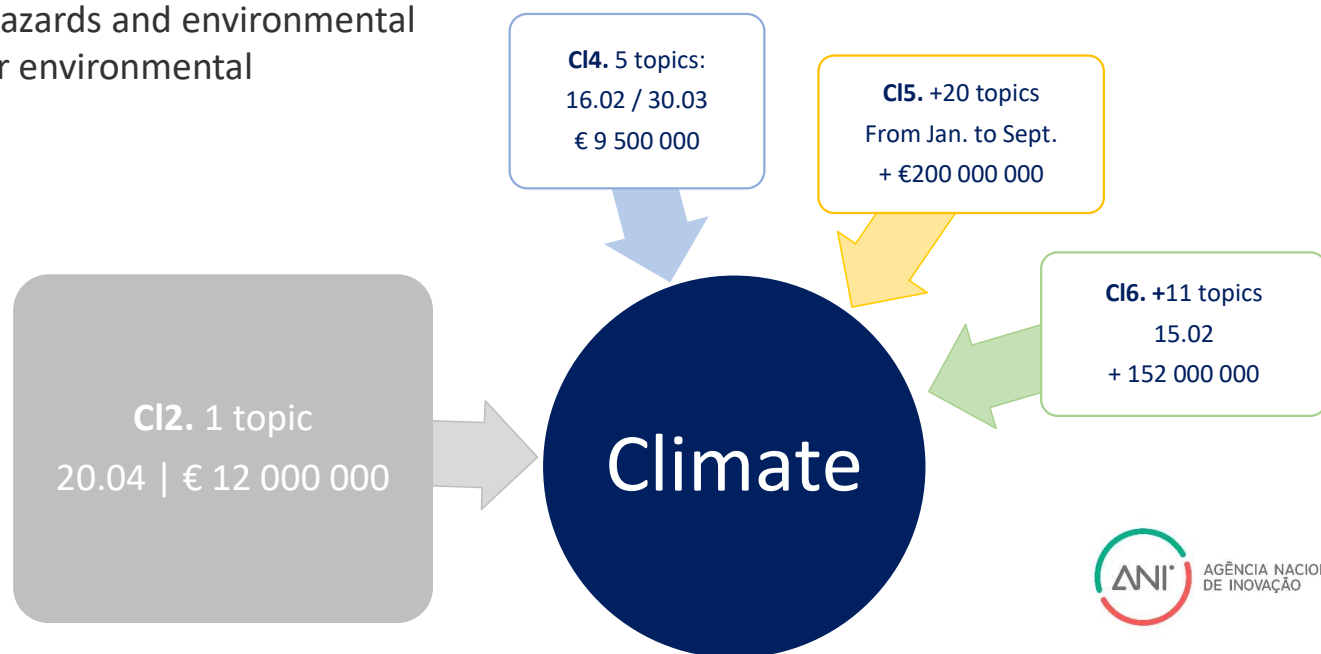 and environmental
environmental
Cl4. 5 topics:
16.02 / 30.03
€ 9 500 000
Cl5. +20 topics
From Jan. to Sept.
+ €200 000 000
Cl6. +11 topics
15.02
+ 152 000 000
Cl2. 1 topic
20.04 | € 12 000 000
Climate
ANI
AGÊNCIA
DE INOVAÇÃO